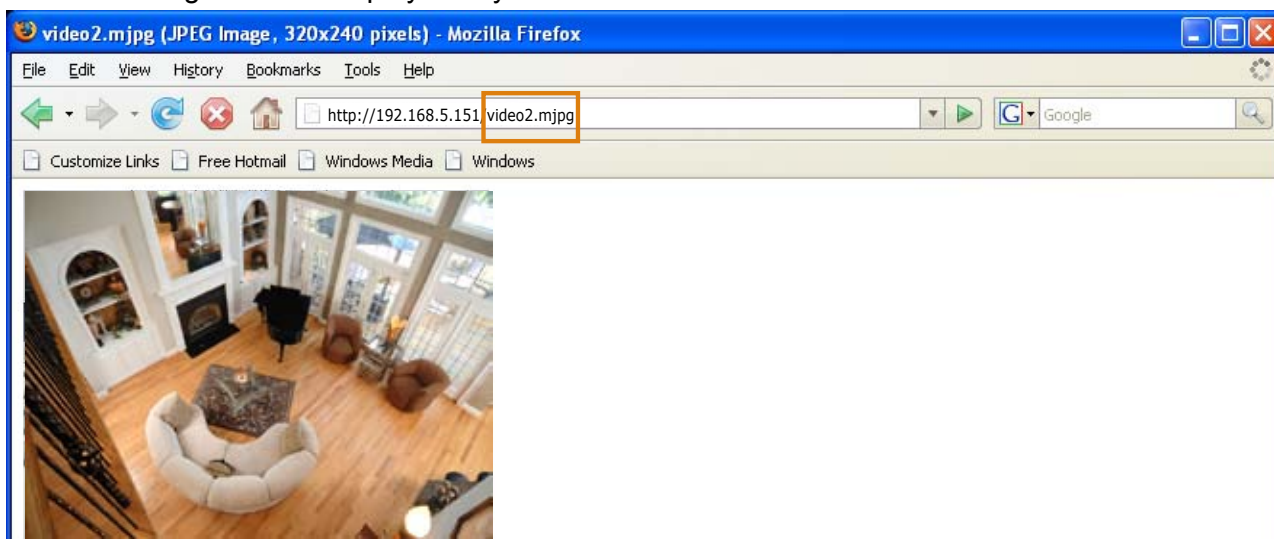 video2.mjpg (JPEG Image, 320x240 pixels) - Mozilla Firefox
File Edit View History Bookmarks Tools Help
http://192.168.5.151/video2.mjpg G Google
Customize Links Free Hotmail Windows Media Windows